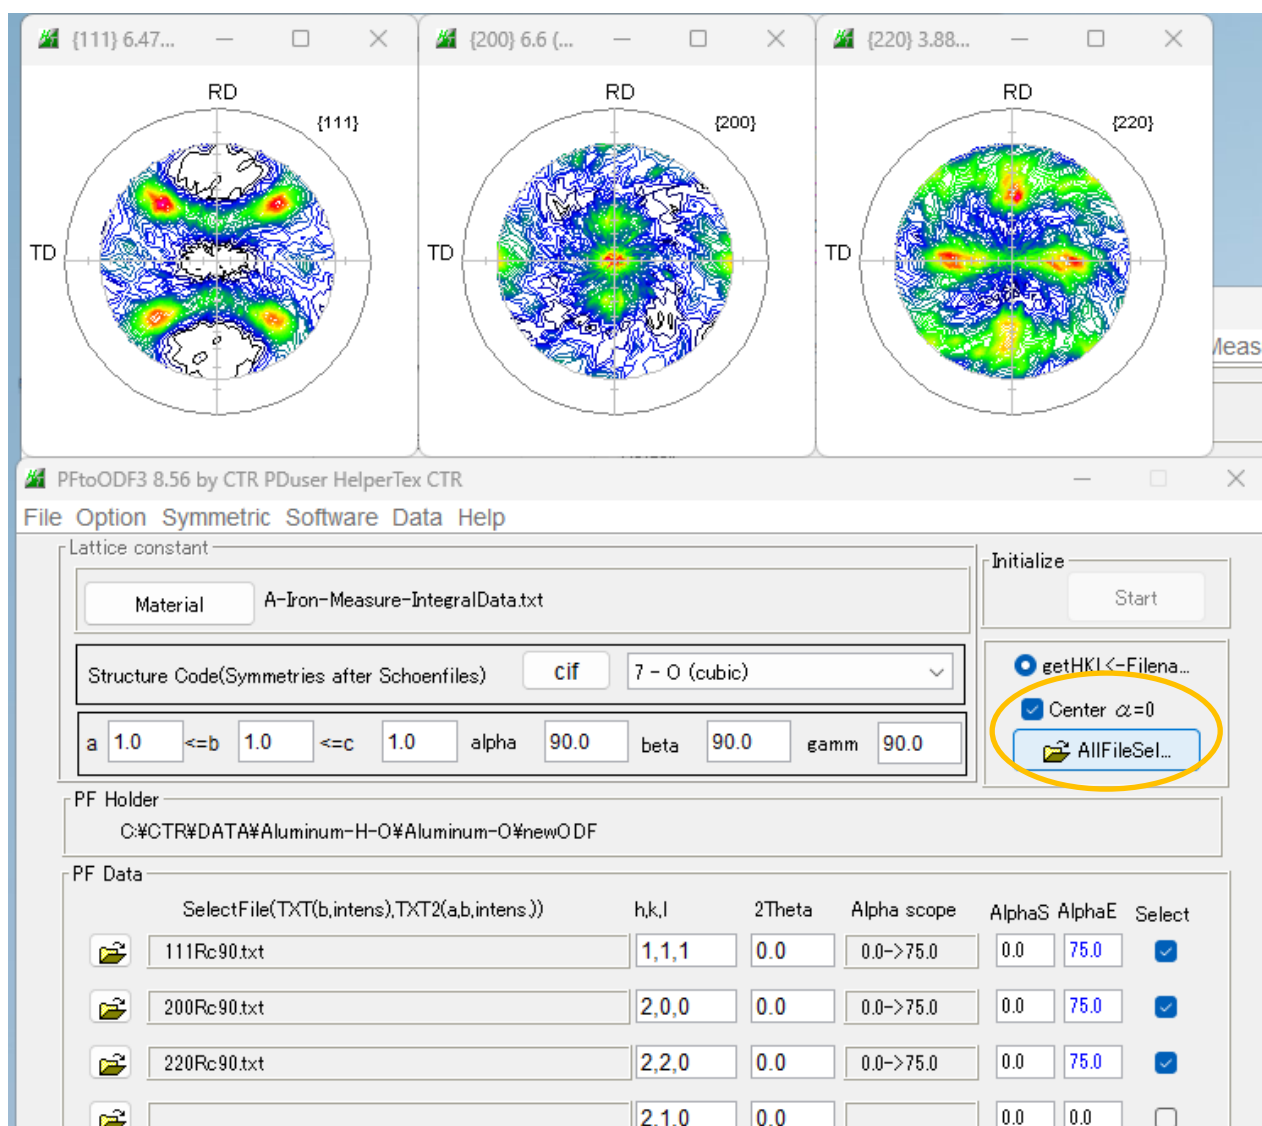 {111} 6.47...
{200} 6.6 (...
{220} 3.88...
RD
{111}
TD
RD
{200}
TD
RD
{220}
TD
Meas
PFtoODF3 8.56 by CTR PDuser HelperTex CTR
File Option Symmetric Software Data Help
Lattice constant
Material
A-Iron-Measure-IntegralData.txt
Initialize
Start
Structure Code(Symmetries after Schoenfiles)
cif
7 - O (cubic)
getHKL<-Filena...
Center α=0
AllFileSel...
a 1.0 <=b 1.0 <=c 1.0 alpha 90.0 beta 90.0 gamm 90.0
PF Holder
C:¥CTR¥DATA¥Aluminum-H-O¥Aluminum-O¥newODF
PF Data
SelectFile(TXT(b,intens),TXT2(a,b,intens.)) h,k,l 2Theta Alpha scope AlphaS AlphaE Select
111Rc90.txt 1,1,1 0.0 0.0->75.0 0.0 75.0
200Rc90.txt 2,0,0 0.0 0.0->75.0 0.0 75.0
220Rc90.txt 2,2,0 0.0 0.0->75.0 0.0 75.0
2,1,0 0.0 0.0 0.0